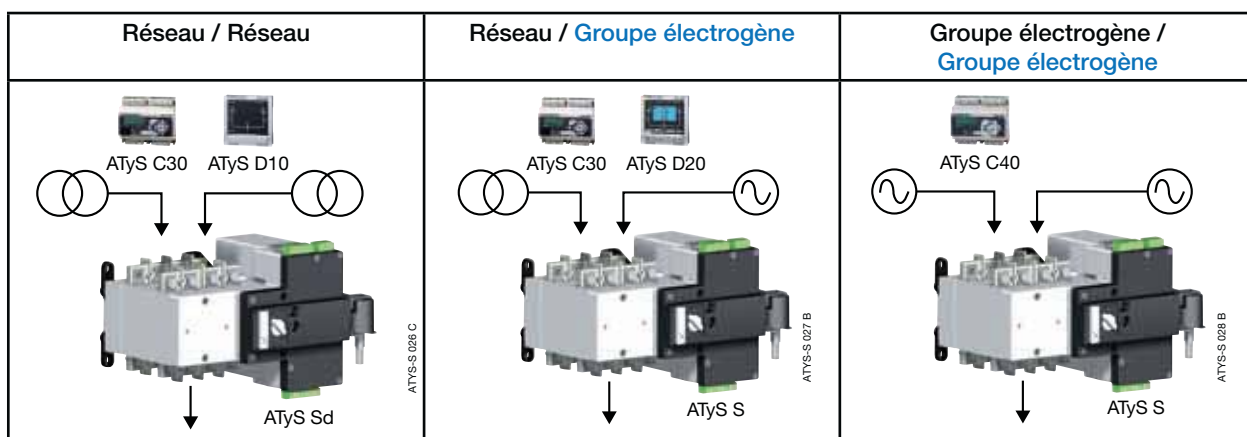 Réseau / Réseau
Réseau / Groupe électrogène
Groupe électrogène /
Groupe électrogène
ATyS C30
ATyS D10
ATyS C30
ATyS D20
ATyS C40
ATYS-S 026 C
ATYS-S 027 B
ATYS-S 028 B
ATyS Sd
ATyS S
ATyS S